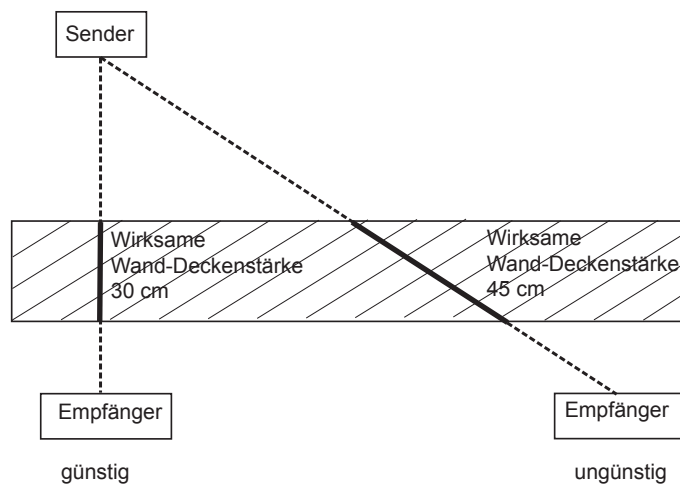 Sender
Wirksame
Wand-Deckenstärke
30 cm
Wirksame
Wand-Deckenstärke
45 cm
Empfänger
Empfänger
günstig
ungünstig